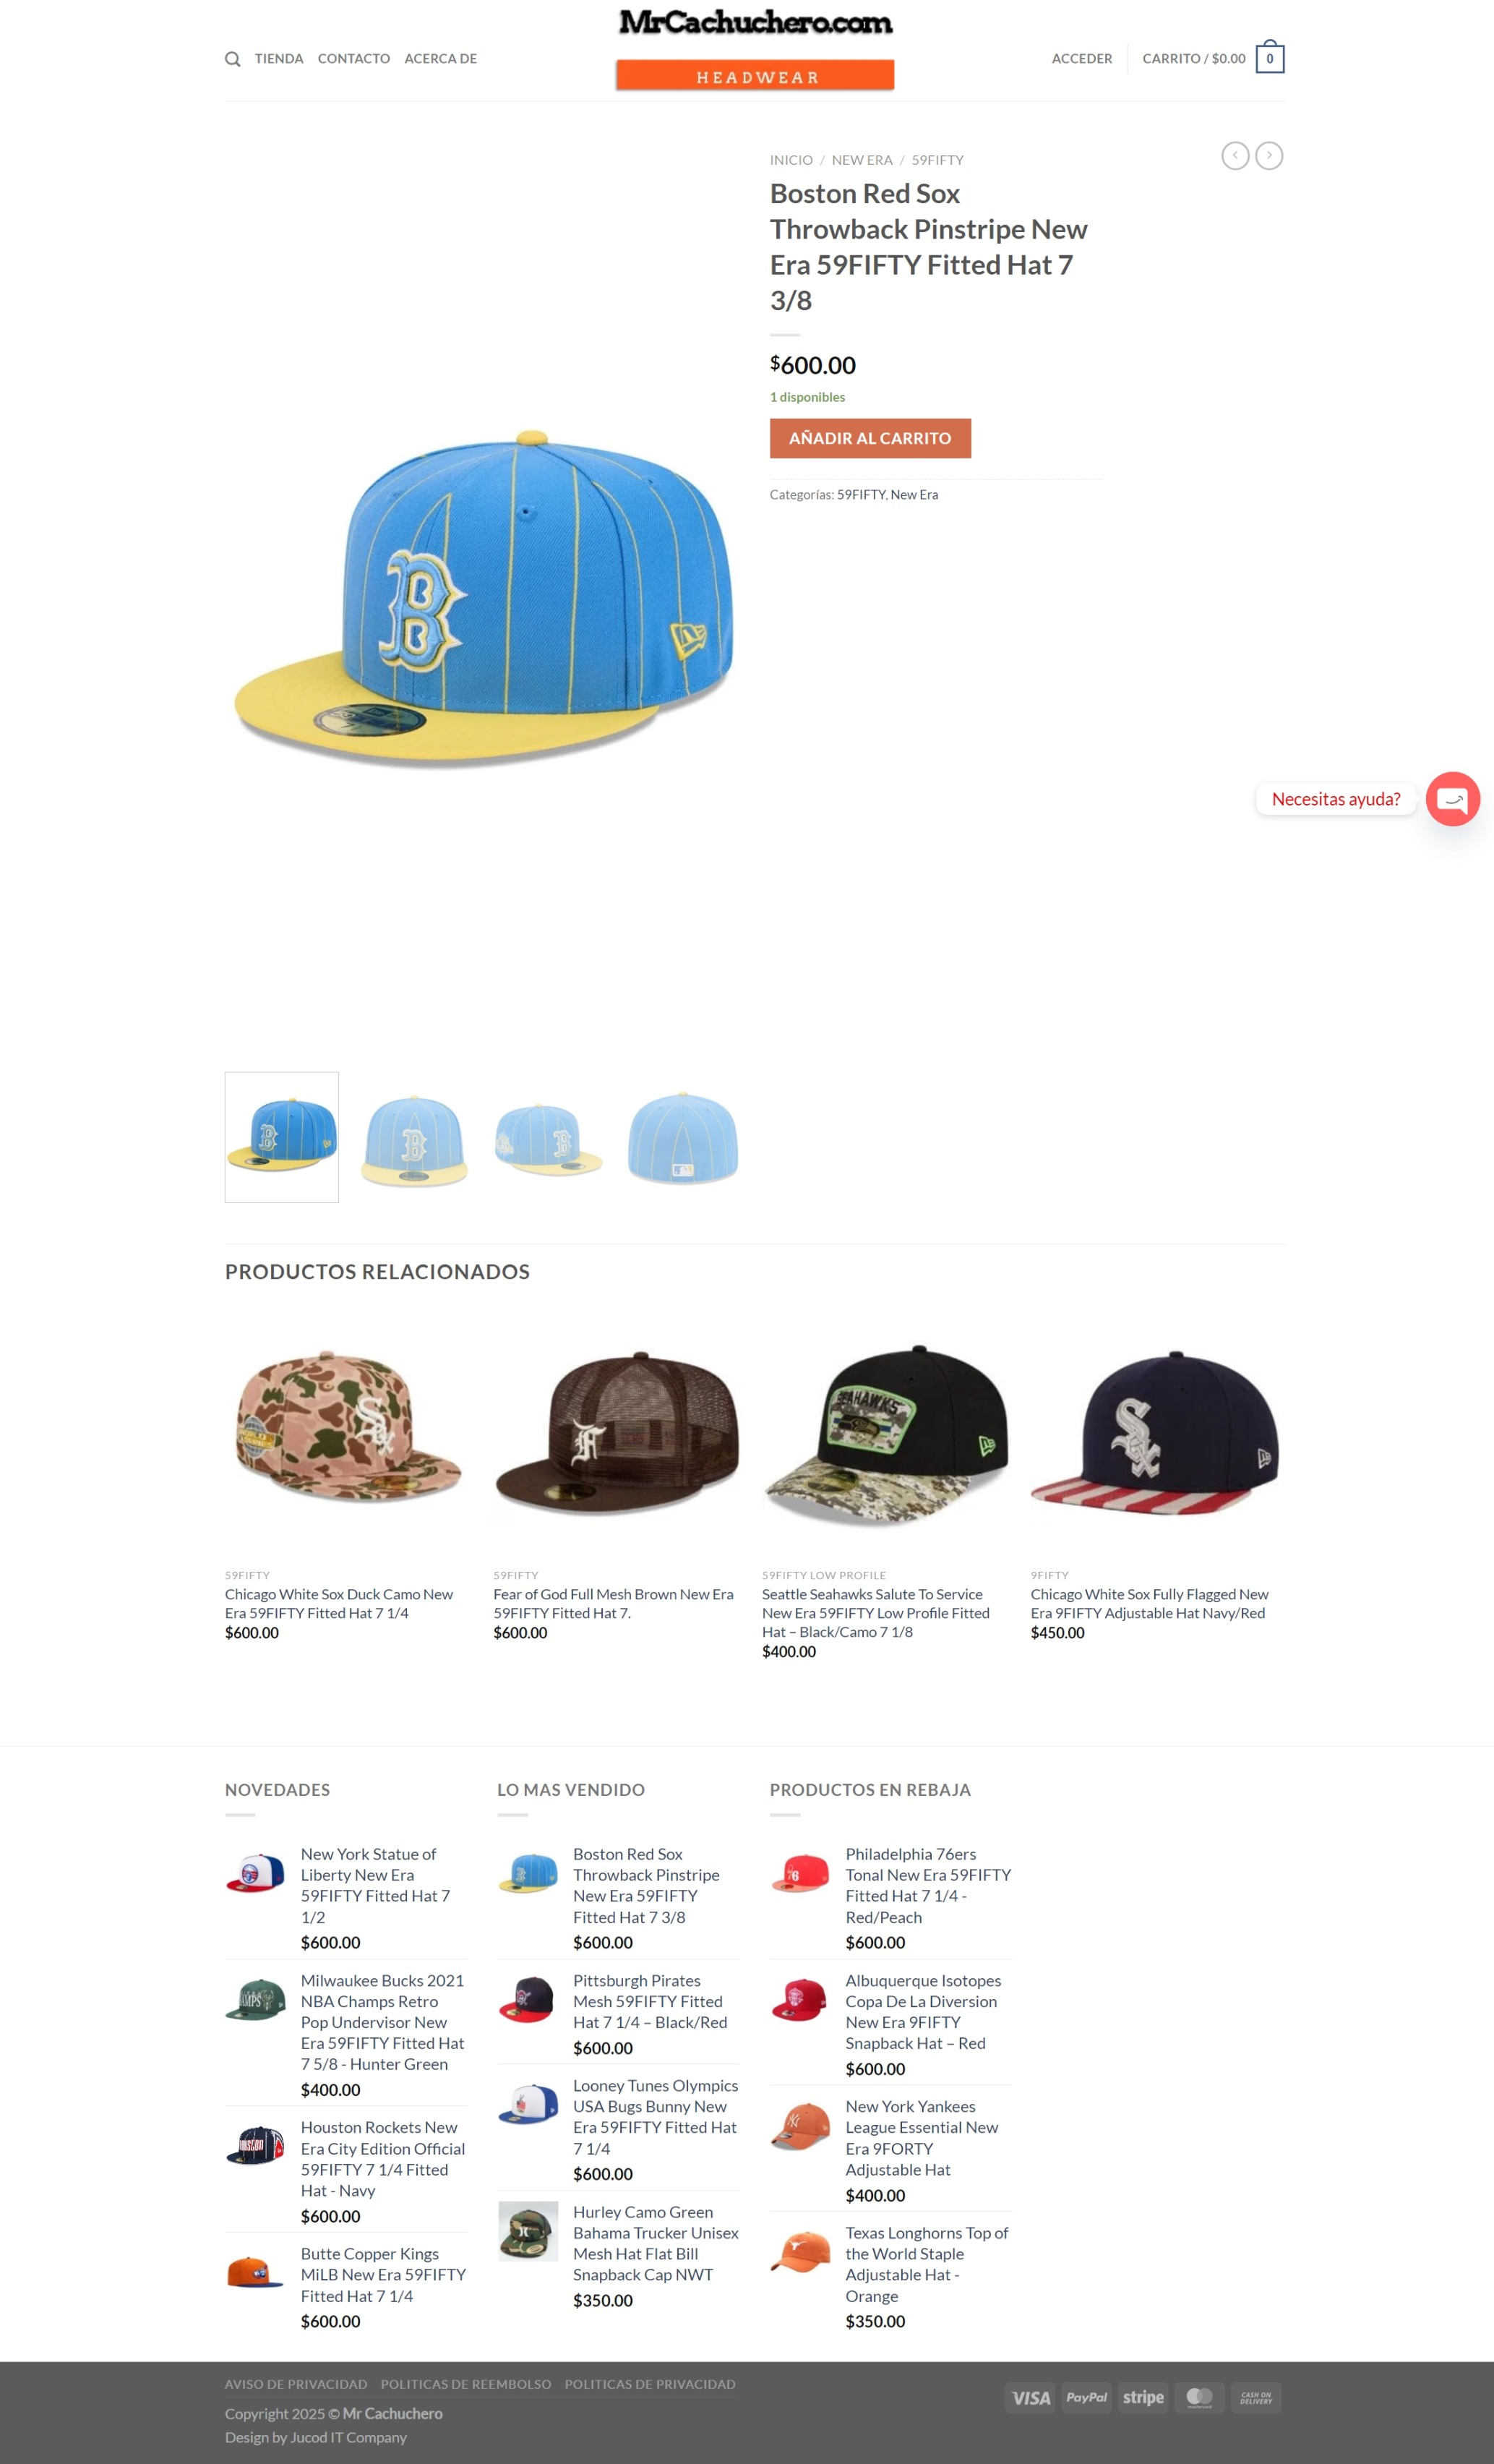 MrCachuchero.com
HEADWEAR
TIENDA CONTACTO ACERCA DE
ACCEDER CARRITO / $0.00 0
INICIO / NEW ERA / 59FIFTY
Boston Red Sox
Throwback Pinstripe New
Era 59FIFTY Fitted Hat 7
3/8
$600.00
1 disponibles
AÑADIR AL CARRITO
Categorías: 59FIFTY, New Era
B
Necesitas ayuda?
PRODUCTOS RELACIONADOS
SEAHAWKS
59FIFTY
Chicago White Sox Duck Camo New
Era 59FIFTY Fitted Hat 7 1/4
$600.00
59FIFTY
Fear of God Full Mesh Brown New Era
59FIFTY Fitted Hat 7.
$600.00
59FIFTY LOW PROFILE
Seattle Seahawks Salute To Service
New Era 59FIFTY Low Profile Fitted
Hat – Black/Camo 7 1/8
$400.00
9FIFTY
Chicago White Sox Fully Flagged New
Era 9FIFTY Adjustable Hat Navy/Red
$450.00
NOVEDADES
New York Statue of
Liberty New Era
59FIFTY Fitted Hat 7
1/2
$600.00
Milwaukee Bucks 2021
NBA Champs Retro
Pop Undervisor New
Era 59FIFTY Fitted Hat
7 5/8 - Hunter Green
$400.00
Houston Rockets New
Era City Edition Official
59FIFTY 7 1/4 Fitted
Hat - Navy
$600.00
Butte Copper Kings
MiLB New Era 59FIFTY
Fitted Hat 7 1/4
$600.00
LO MAS VENDIDO
Boston Red Sox
Throwback Pinstripe
New Era 59FIFTY
Fitted Hat 7 3/8
$600.00
Pittsburgh Pirates
Mesh 59FIFTY Fitted
Hat 7 1/4 – Black/Red
$600.00
Looney Tunes Olympics
USA Bugs Bunny New
Era 59FIFTY Fitted Hat
7 1/4
$600.00
Hurley Camo Green
Bahama Trucker Unisex
Mesh Hat Flat Bill
Snapback Cap NWT
$350.00
PRODUCTOS EN REBAJA
Philadelphia 76ers
Tonal New Era 59FIFTY
Fitted Hat 7 1/4 -
Red/Peach
$600.00
Albuquerque Isotopes
Copa De La Diversion
New Era 9FIFTY
Snapback Hat – Red
$600.00
New York Yankees
League Essential New
Era 9FORTY
Adjustable Hat
$400.00
Texas Longhorns Top of
the World Staple
Adjustable Hat -
Orange
$350.00
AVISO DE PRIVACIDAD POLITICAS DE REEMBOLSO POLITICAS DE PRIVACIDAD
Copyright 2025 © Mr Cachuchero
Design by Jucod IT Company
VISA PayPal stripe CASH ON DELIVERY